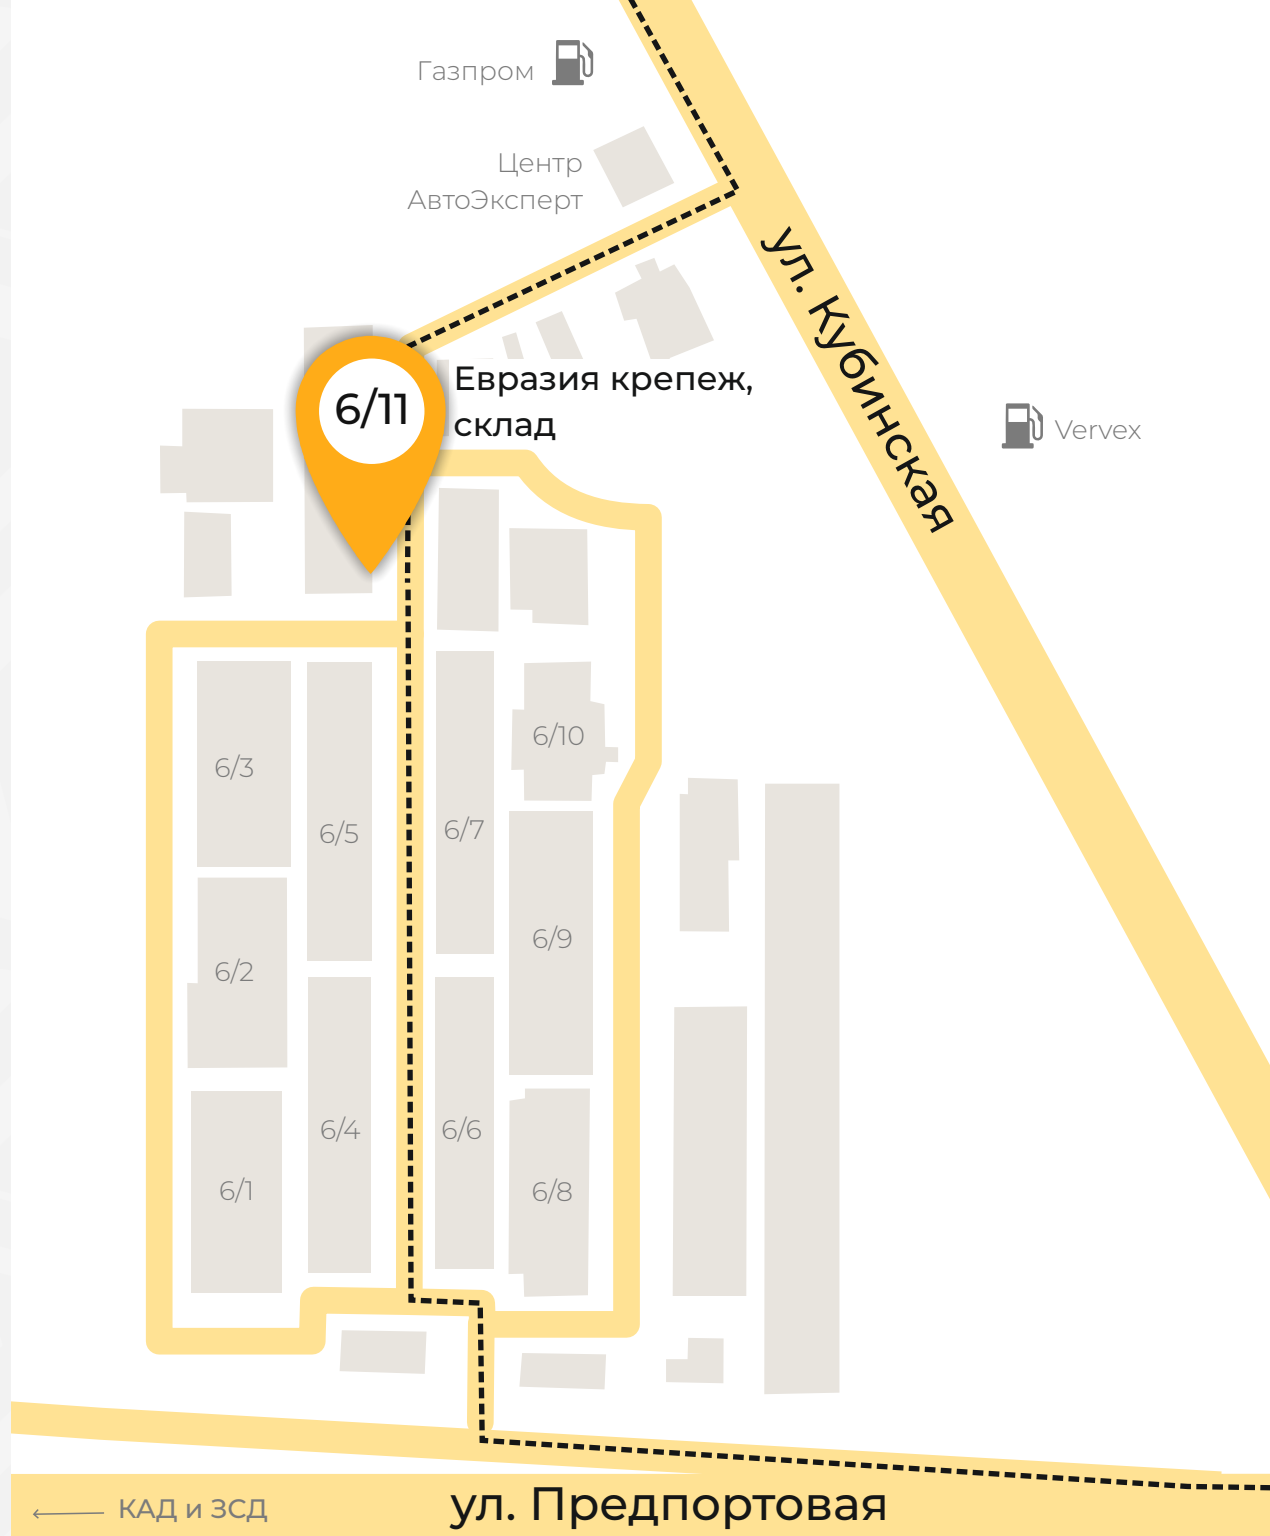 Газпром
Центр
АвтоЭксперт
ул. Кубинская
Евразия крепеж,
склад
6/11
Vervex
6/10
6/3
6/5
6/7
6/9
6/2
6/4
6/6
6/1
6/8
ул. Предпортовая
КАД и ЗСД